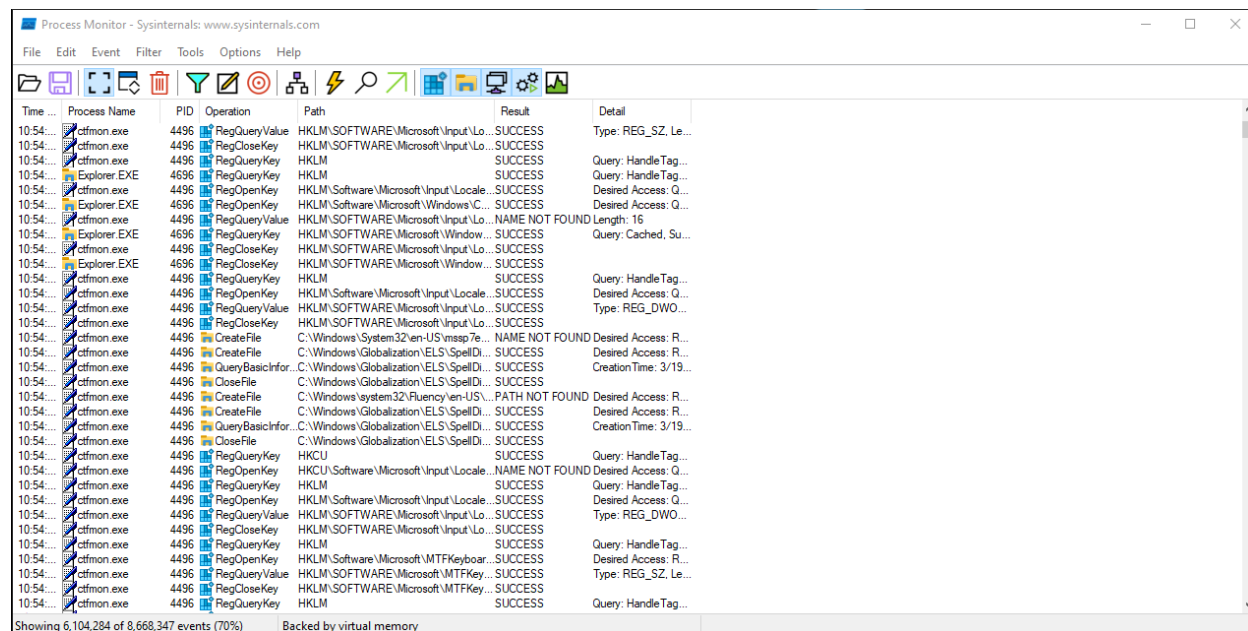 Process Monitor - Sysinternals: www.sysinternals.com
File Edit Event Filter Tools Options Help
Time ... Process Name PID Operation Path Result Detail
10:54:... ctfmon.exe 4496 RegQueryValue HKLM\SOFTWARE\Microsoft\Input\Lo... SUCCESS Type: REG_SZ, Le...
10:54:... ctfmon.exe 4496 RegCloseKey HKLM\SOFTWARE\Microsoft\Input\Lo... SUCCESS
10:54:... ctfmon.exe 4496 RegQueryKey HKLM SUCCESS Query: HandleTag...
10:54:... Explorer.EXE 4696 RegQueryKey HKLM SUCCESS Query: HandleTag...
10:54:... ctfmon.exe 4496 RegOpenKey HKLM\Software\Microsoft\Input\Locale... SUCCESS Desired Access: Q...
10:54:... Explorer.EXE 4696 RegOpenKey HKLM\Software\Microsoft\Windows\C... SUCCESS Desired Access: Q...
10:54:... ctfmon.exe 4496 RegQueryValue HKLM\SOFTWARE\Microsoft\Input\Lo... NAME NOT FOUND Length: 16
10:54:... Explorer.EXE 4696 RegQueryKey HKLM\SOFTWARE\Microsoft\Window... SUCCESS Query: Cached, Su...
10:54:... ctfmon.exe 4496 RegCloseKey HKLM\SOFTWARE\Microsoft\Input\Lo... SUCCESS
10:54:... Explorer.EXE 4696 RegCloseKey HKLM\SOFTWARE\Microsoft\Window... SUCCESS
10:54:... ctfmon.exe 4496 RegQueryKey HKLM SUCCESS Query: HandleTag...
10:54:... ctfmon.exe 4496 RegOpenKey HKLM\Software\Microsoft\Input\Locale... SUCCESS Desired Access: Q...
10:54:... ctfmon.exe 4496 RegQueryValue HKLM\SOFTWARE\Microsoft\Input\Lo... SUCCESS Type: REG_DWO...
10:54:... ctfmon.exe 4496 RegCloseKey HKLM\SOFTWARE\Microsoft\Input\Lo... SUCCESS
10:54:... ctfmon.exe 4496 CreateFile C:\Windows\System32\en-US\mssp7e... NAME NOT FOUND Desired Access: R...
10:54:... ctfmon.exe 4496 CreateFile C:\Windows\Globalization\ELS\SpellDi... SUCCESS Desired Access: R...
10:54:... ctfmon.exe 4496 QueryBasicInfor... C:\Windows\Globalization\ELS\SpellDi... SUCCESS CreationTime: 3/19...
10:54:... ctfmon.exe 4496 CloseFile C:\Windows\Globalization\ELS\SpellDi... SUCCESS
10:54:... ctfmon.exe 4496 CreateFile C:\Windows\system32\Fluency\en-US\... PATH NOT FOUND Desired Access: R...
10:54:... ctfmon.exe 4496 CreateFile C:\Windows\Globalization\ELS\SpellDi... SUCCESS Desired Access: R...
10:54:... ctfmon.exe 4496 QueryBasicInfor... C:\Windows\Globalization\ELS\SpellDi... SUCCESS CreationTime: 3/19...
10:54:... ctfmon.exe 4496 CloseFile C:\Windows\Globalization\ELS\SpellDi... SUCCESS
10:54:... ctfmon.exe 4496 RegQueryKey HKCU SUCCESS Query: HandleTag...
10:54:... ctfmon.exe 4496 RegOpenKey HKCU\Software\Microsoft\Input\Locale... NAME NOT FOUND Desired Access: Q...
10:54:... ctfmon.exe 4496 RegQueryKey HKLM SUCCESS Query: HandleTag...
10:54:... ctfmon.exe 4496 RegOpenKey HKLM\Software\Microsoft\Input\Locale... SUCCESS Desired Access: Q...
10:54:... ctfmon.exe 4496 RegQueryValue HKLM\SOFTWARE\Microsoft\Input\Lo... SUCCESS Type: REG_DWO...
10:54:... ctfmon.exe 4496 RegCloseKey HKLM\SOFTWARE\Microsoft\Input\Lo... SUCCESS
10:54:... ctfmon.exe 4496 RegQueryKey HKLM SUCCESS Query: HandleTag...
10:54:... ctfmon.exe 4496 RegOpenKey HKLM\Software\Microsoft\MTFKeyboar... SUCCESS Desired Access: R...
10:54:... ctfmon.exe 4496 RegQueryValue HKLM\SOFTWARE\Microsoft\MTFKey... SUCCESS Type: REG_SZ, Le...
10:54:... ctfmon.exe 4496 RegCloseKey HKLM\SOFTWARE\Microsoft\MTFKey... SUCCESS
10:54:... ctfmon.exe 4496 RegQueryKey HKLM SUCCESS Query: HandleTag...
Showing 6,104,284 of 8,668,347 events (70%) Backed by virtual memory